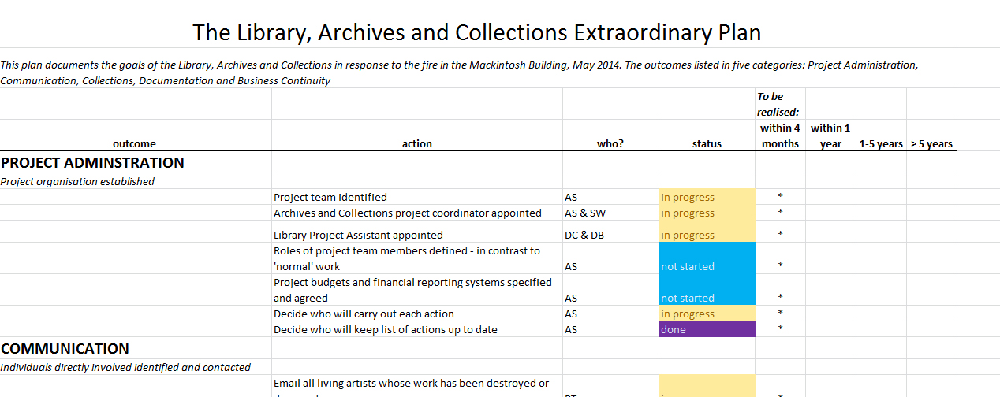 The Library, Archives and Collections Extraordinary Plan
This plan documents the goals of the Library, Archives and Collections in response to the fire in the Mackintosh Building, May 2014. The outcomes listed in five categories: Project Administration,
Communication, Collections, Documentation and Business Continuity
To be
realised:
within 4 within 1
outcome action who? status months year 1-5 years > 5 years
PROJECT ADMINSTRATION
Project organisation established
Project team identified AS in progress *
Archives and Collections project coordinator appointed AS & SW in progress *
Library Project Assistant appointed DC & DB in progress *
Roles of project team members defined - in contrast to
'normal' work AS not started *
Project budgets and financial reporting systems specified
and agreed AS not started *
Decide who will carry out each action AS in progress *
Decide who will keep list of actions up to date AS done *
COMMUNICATION
Individuals directly involved identified and contacted
Email all living artists whose work has been destroyed or